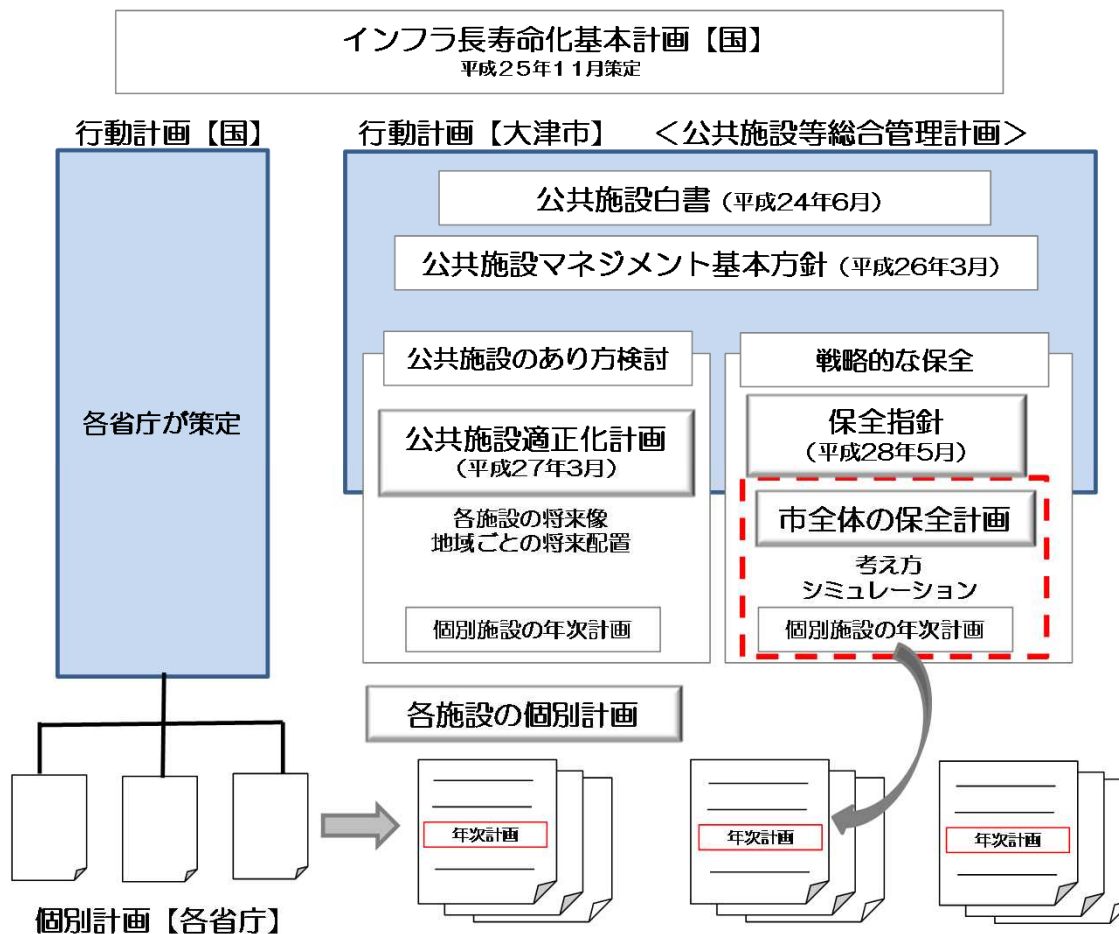 インフラ長寿命化基本計画【国】
平成25年11月策定
行動計画【国】
行動計画【大津市】 ＜公共施設等総合管理計画＞
公共施設白書（平成24年6月）
公共施設マネジメント基本方針（平成26年3月）
各省庁が策定
公共施設のあり方検討
公共施設適正化計画
（平成27年3月）
各施設の将来像
地域ごとの将来配置
個別施設の年次計画
戦略的な保全
保全指針
（平成28年5月）
市全体の保全計画
考え方
シミュレーション
個別施設の年次計画
各施設の個別計画
年次計画
年次計画
年次計画
個別計画【各省庁】